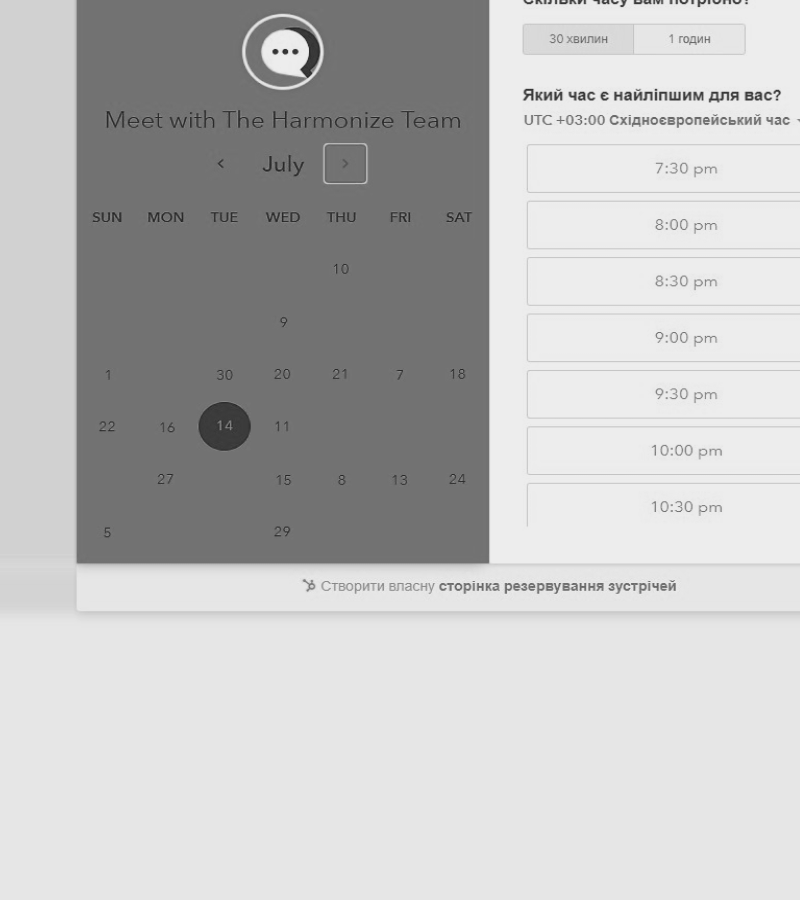 Скільки часу вам потрібно?
30 хвилин 1 годин
Який час є найліпшим для вас?
UTC +03:00 Східноєвропейський час
Meet with The Harmonize Team
July
SUN MON TUE WED THU FRI SAT
10
9
1 30 20 21 7 18
22 16 14 11
27 15 8 13 24
5 29
7:30 pm
8:00 pm
8:30 pm
9:00 pm
9:30 pm
10:00 pm
10:30 pm
Створити власну сторінка резервування зустрічей